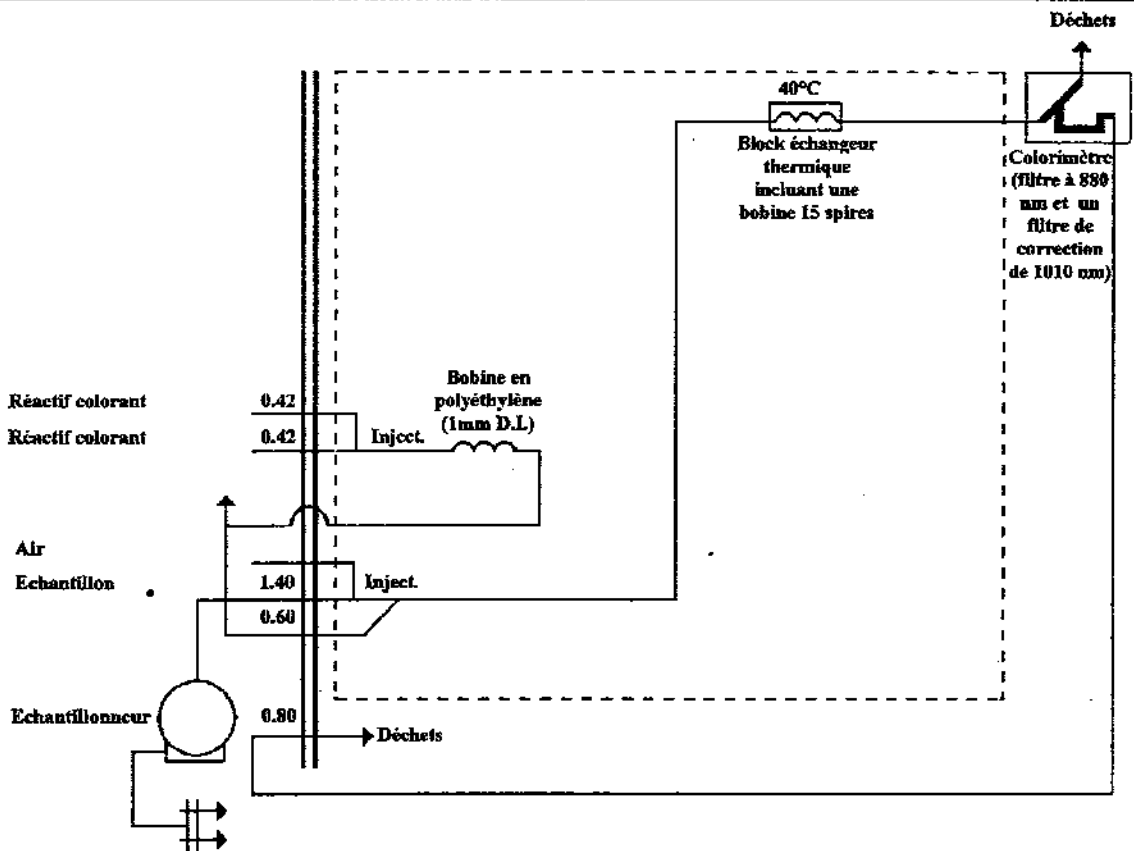 Déchets
40°C
Block échangeur
thermique
incluant une
bobine 15 spires
Colorimètre
(filtre à 880
nm et un
filtre de
correction
de 1010 nm)
Bobine en
polyéthylène
(1mm D.L)
Réactif colorant 0.42
Réactif colorant 0.42 Inject.
Air
Echantillon 1.40 Inject.
0.60
Echantillonneur 0.80
Déchets